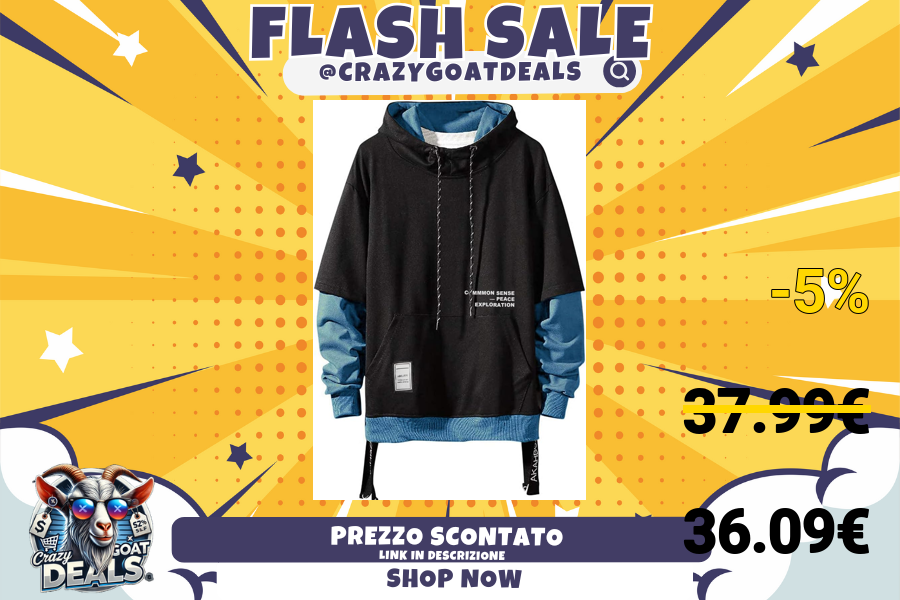 FLASH SALE
@CRAZYGOATDEALS
COMMON SENSE
— PEACE
EXPLORATION
-5%
37.99€
36.09€
PREZZO SCONTATO
LINK IN DESCRIZIONE
SHOP NOW
$
52%
Crazy
GOAT
DEALS